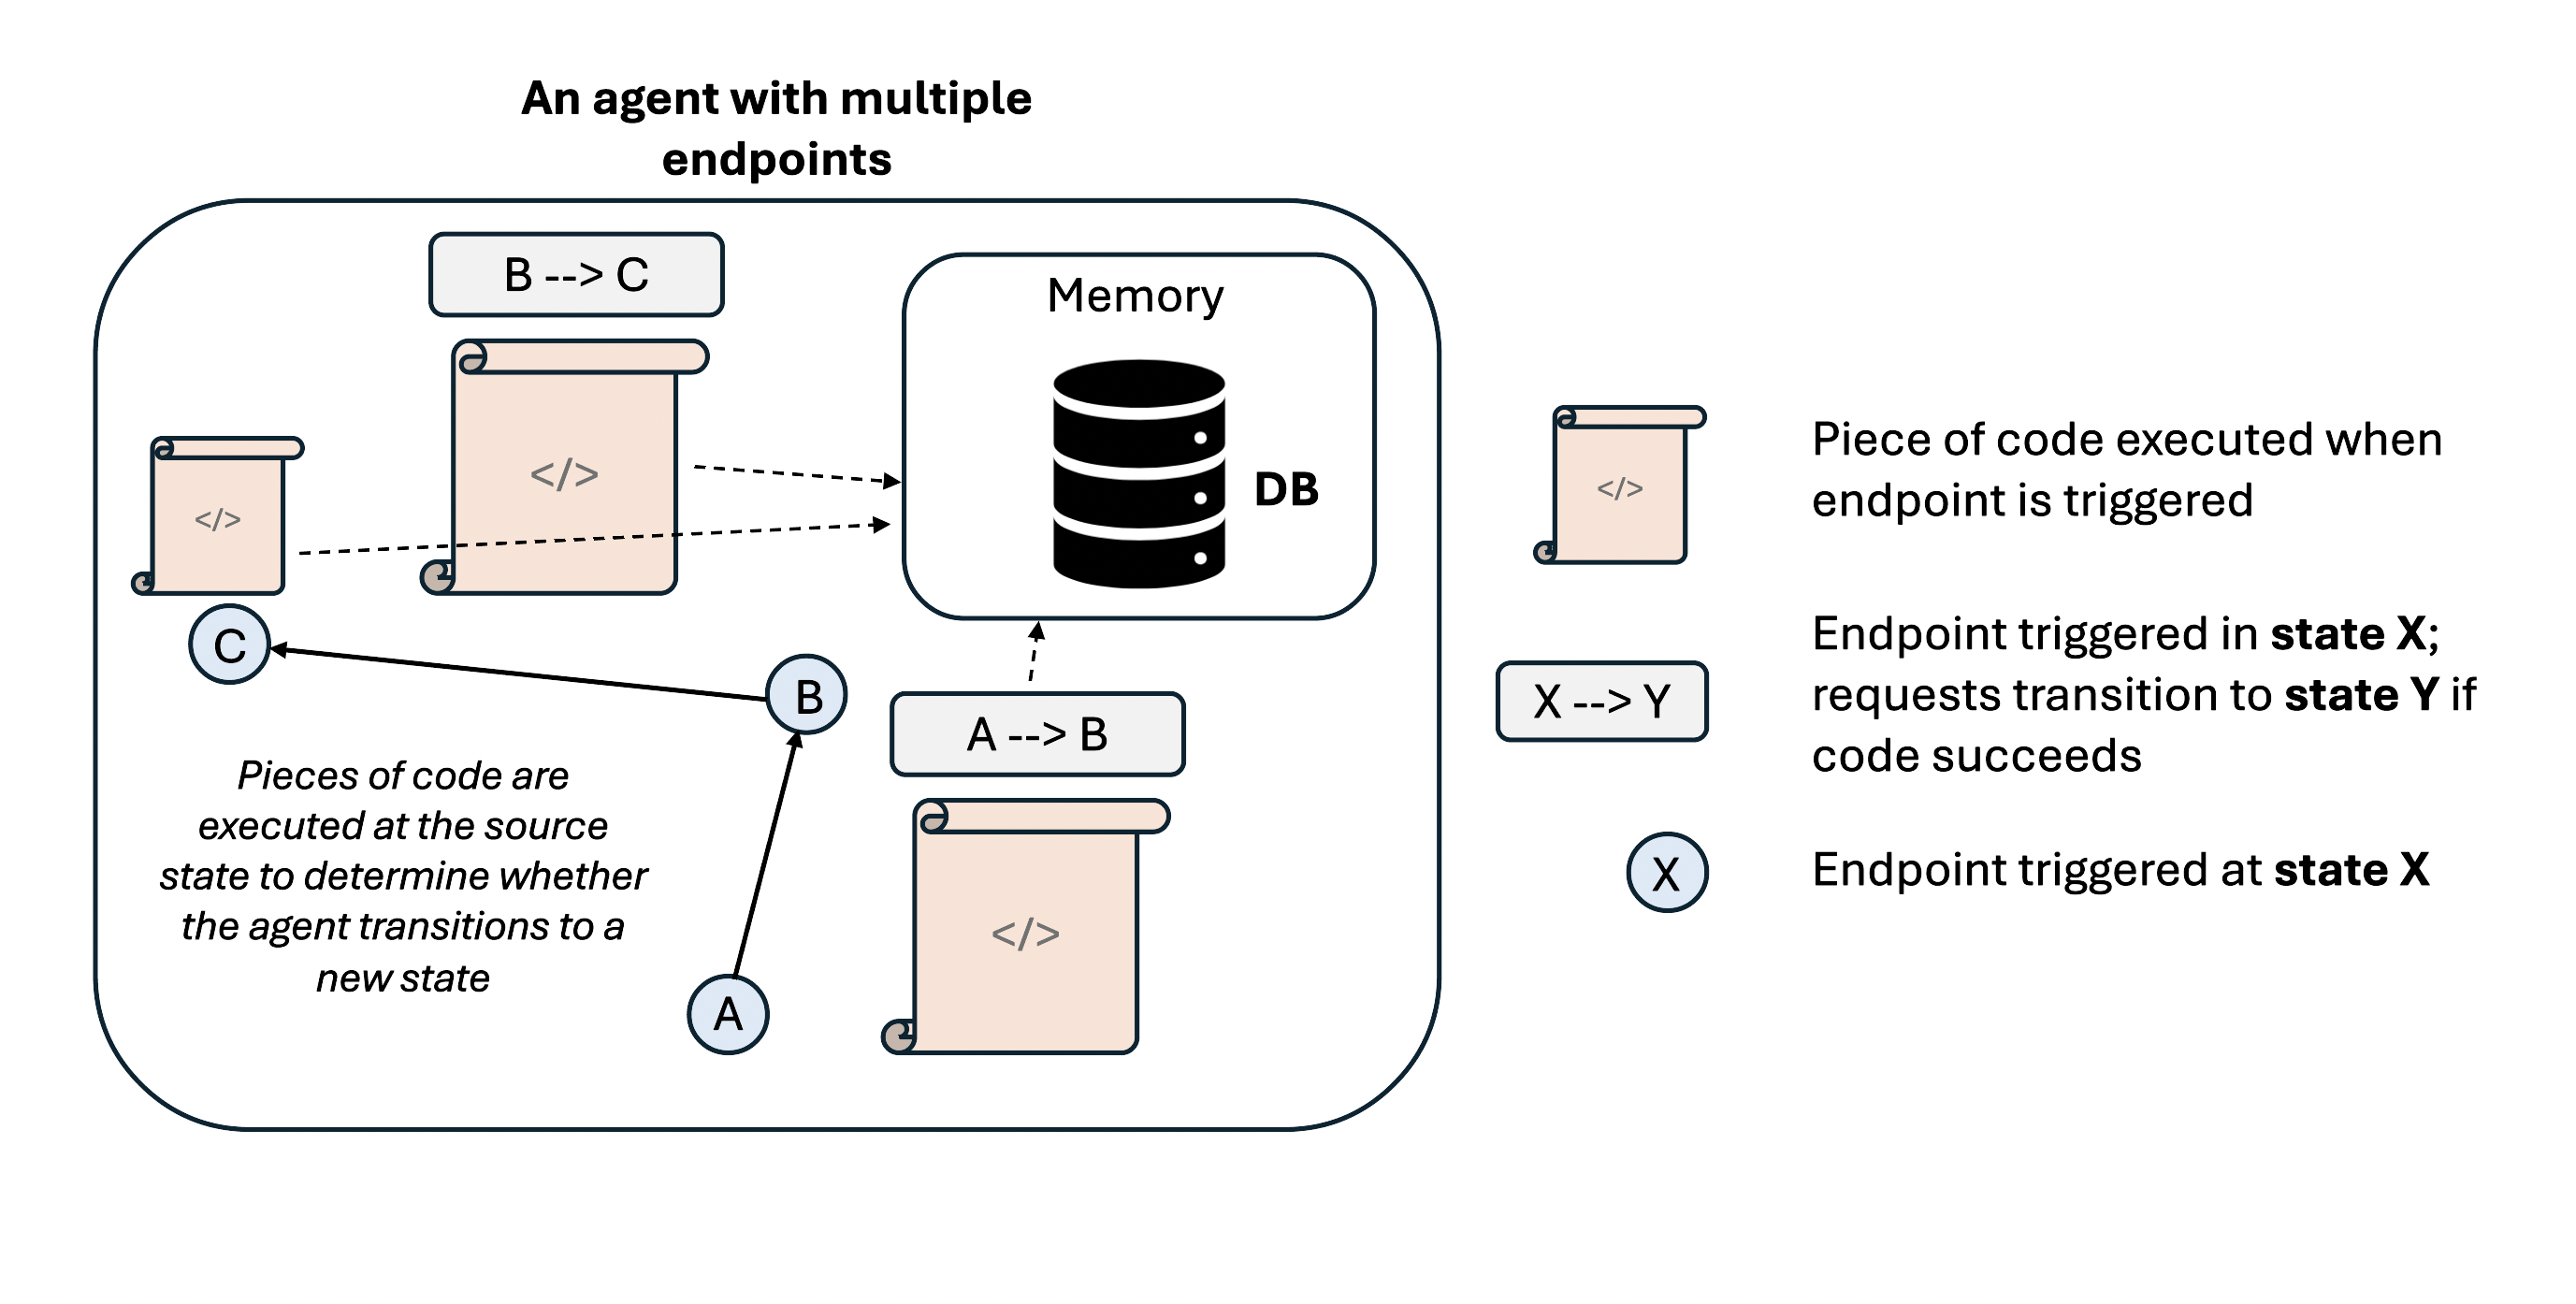 An agent with multiple
endpoints
B --> C
Memory
DB
</>
</>
C
B
A --> B
Pieces of code are
executed at the source
state to determine whether
the agent transitions to a
new state
A
</>
</>
Piece of code executed when
endpoint is triggered
X --> Y
Endpoint triggered in state X;
requests transition to state Y if
code succeeds
X
Endpoint triggered at state X